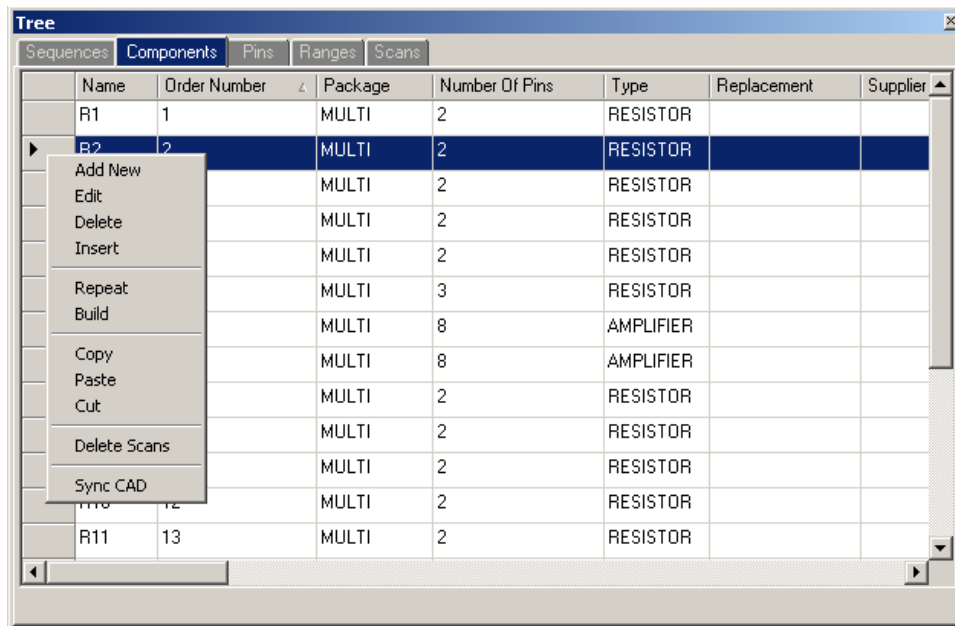 Tree
Sequences Components Pins Ranges Scans
Name Order Number Package Number Of Pins Type Replacement Supplier
R1 1 MULTI 2 RESISTOR
R2 2 MULTI 2 RESISTOR
MULTI 2 RESISTOR
MULTI 2 RESISTOR
MULTI 2 RESISTOR
MULTI 3 RESISTOR
MULTI 8 AMPLIFIER
MULTI 8 AMPLIFIER
MULTI 2 RESISTOR
MULTI 2 RESISTOR
MULTI 2 RESISTOR
R10 12 MULTI 2 RESISTOR
R11 13 MULTI 2 RESISTOR
Add New
Edit
Delete
Insert
Repeat
Build
Copy
Paste
Cut
Delete Scans
Sync CAD